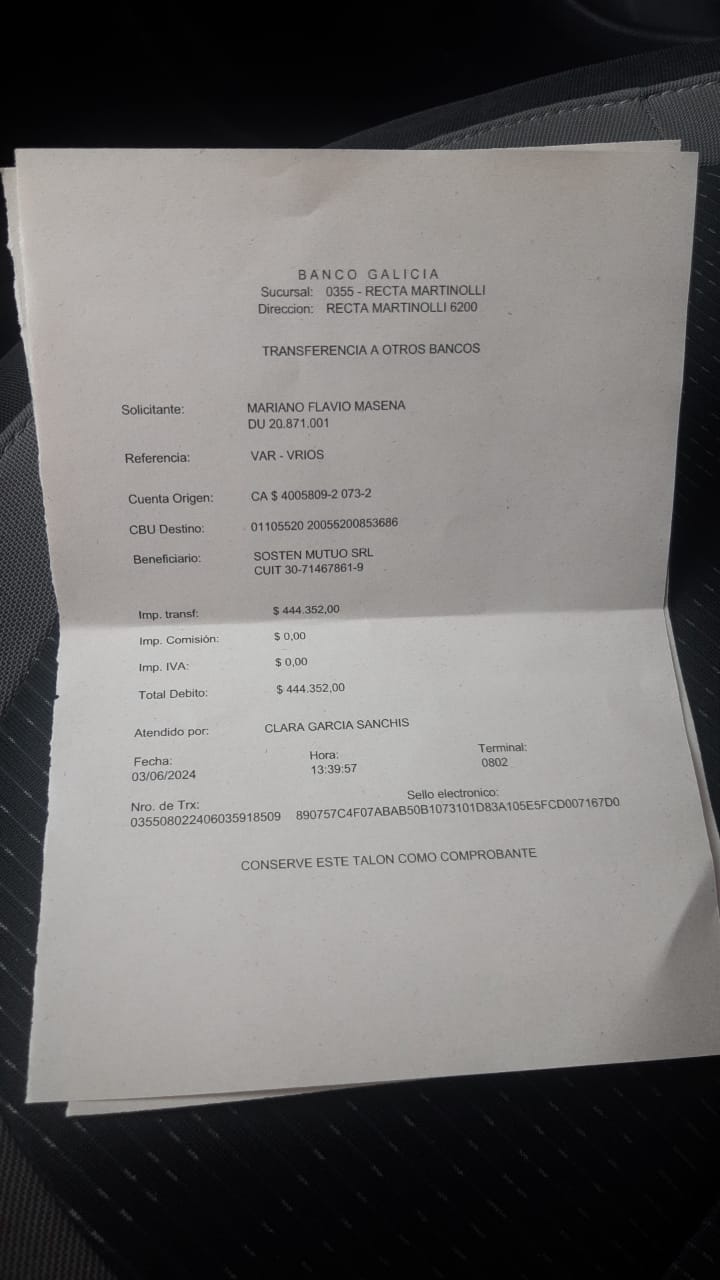 BANCO GALICIA
Sucursal: 0355 - RECTA MARTINOLLI
Direccion: RECTA MARTINOLLI 6200
TRANSFERENCIA A OTROS BANCOS
Solicitante: MARIANO FLAVIO MASENA
DU 20.871.001
Referencia: VAR - VRIOS
Cuenta Origen: CA $ 4005809-2 073-2
CBU Destino: 01105520 20055200853686
Beneficiario: SOSTEN MUTUO SRL
CUIT 30-71467861-9
Imp. transf: $ 444.352,00
Imp. Comisión: $ 0,00
Imp. IVA: $ 0,00
Total Debito: $ 444.352,00
Atendido por: CLARA GARCIA SANCHIS
Fecha: Hora: Terminal:
03/06/2024 13:39:57 0802
Nro. de Trx: Sello electronico:
035508022406035918509 890757C4F07ABAB50B1073101D83A105E5FCD007167D0
CONSERVE ESTE TALON COMO COMPROBANTE